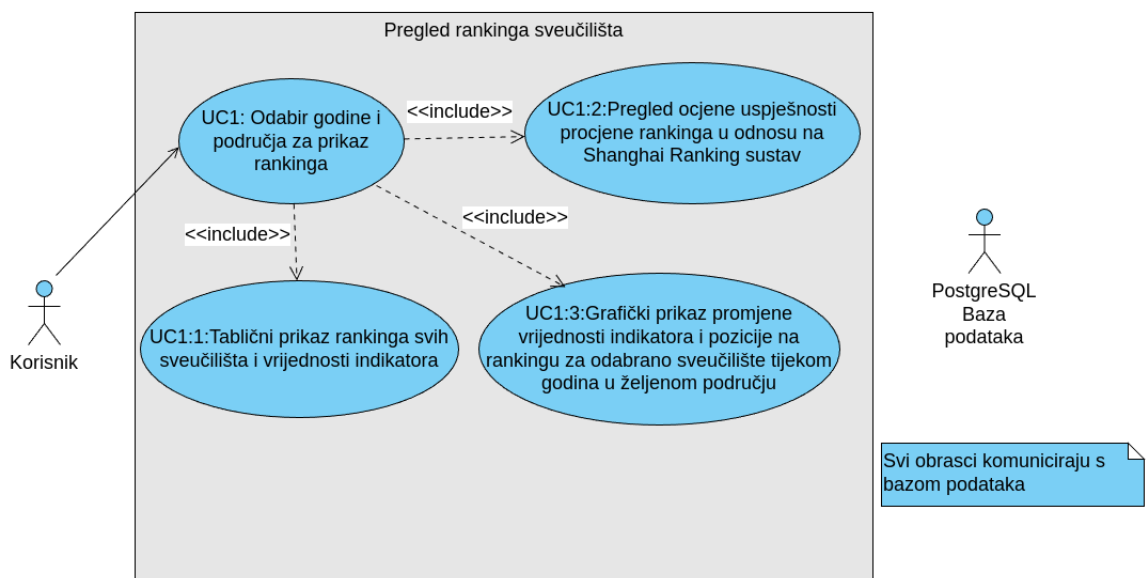 Pregled rankinga sveučilišta
UC1: Odabir godine i
područja za prikaz
rankinga
<<include>>
UC1:2:Pregled ocjene uspješnosti
procjene rankinga u odnosu na
Shanghai Ranking sustav
<<include>>
<<include>>
Korisnik
UC1:1:Tablični prikaz rankinga svih
sveučilišta i vrijednosti indikatora
UC1:3:Grafički prikaz promjene
vrijednosti indikatora i pozicije na
rankingu za odabrano sveučilište tijekom
godina u željenom području
PostgreSQL
Baza
podataka
Svi obrasci komuniciraju s
bazom podataka